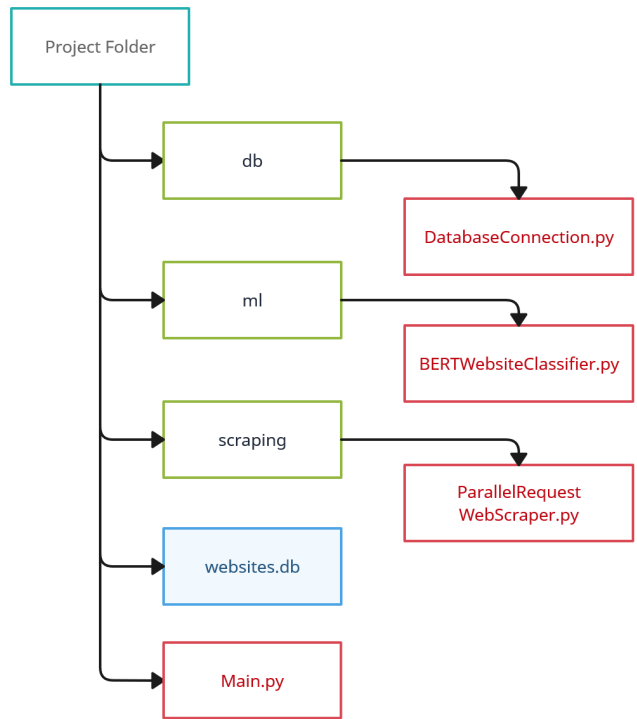 Project Folder
db
DatabaseConnection.py
ml
BERTWebsiteClassifier.py
scraping
ParallelRequest
WebScraper.py
websites.db
Main.py